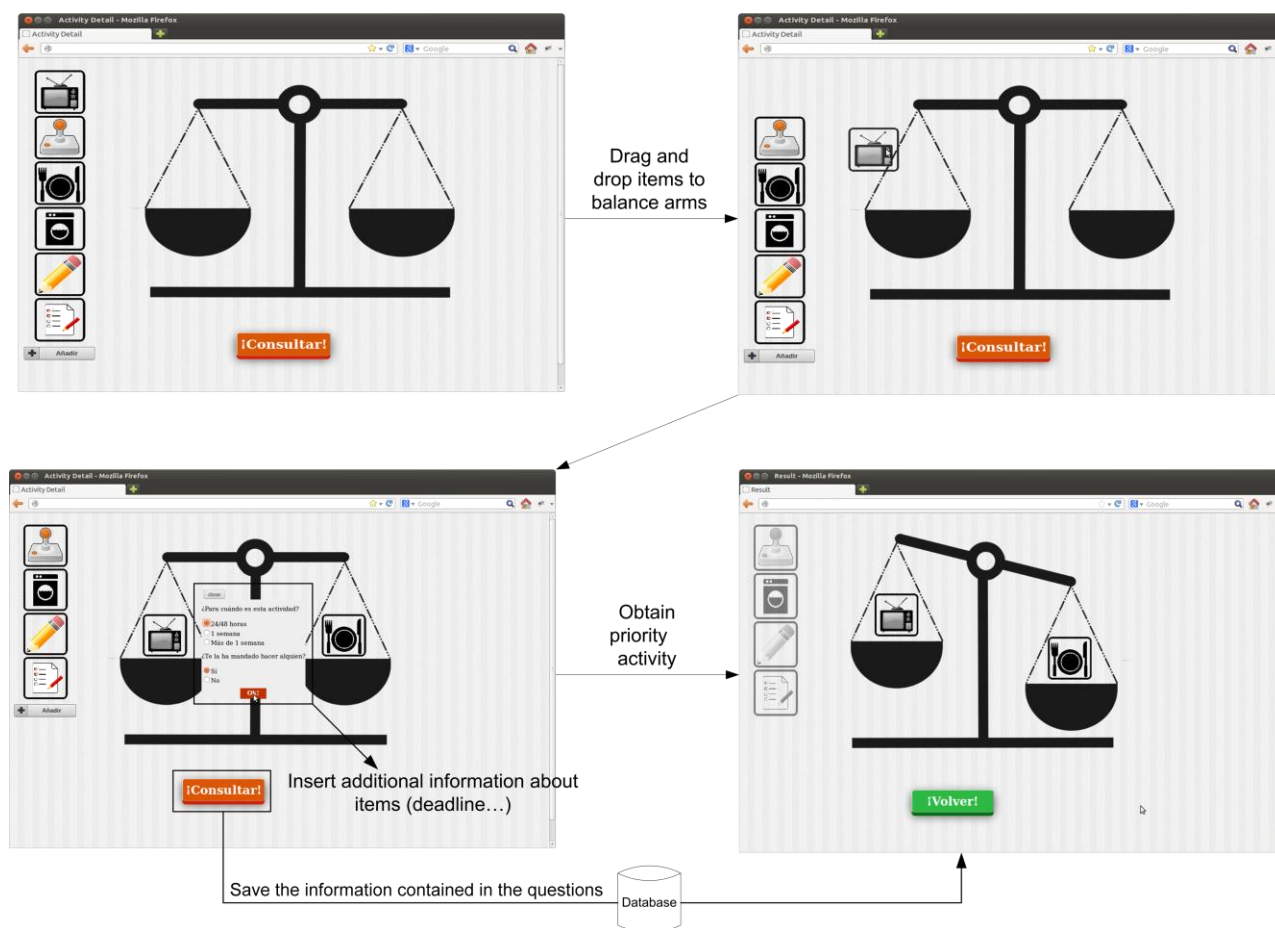 Activity Detail - Mozilla Firefox
Activity Detail
Google
Añadir
¡Consultar!
Drag and
drop items to
balance arms
Activity Detail - Mozilla Firefox
Activity Detail
Google
Añadir
¡Consultar!
Activity Detail - Mozilla Firefox
Activity Detail
Google
close
¿Para cuándo es esta actividad?
24/48 horas
1 semana
Más de 1 semana
¿Te la ha mandado hacer alguien?
Sí
No
Añadir
¡Consultar!
Insert additional information about
items (deadline...)
Obtain
priority
activity
Result - Mozilla Firefox
Result
Google
¡Volver!
Save the information contained in the questions
Database